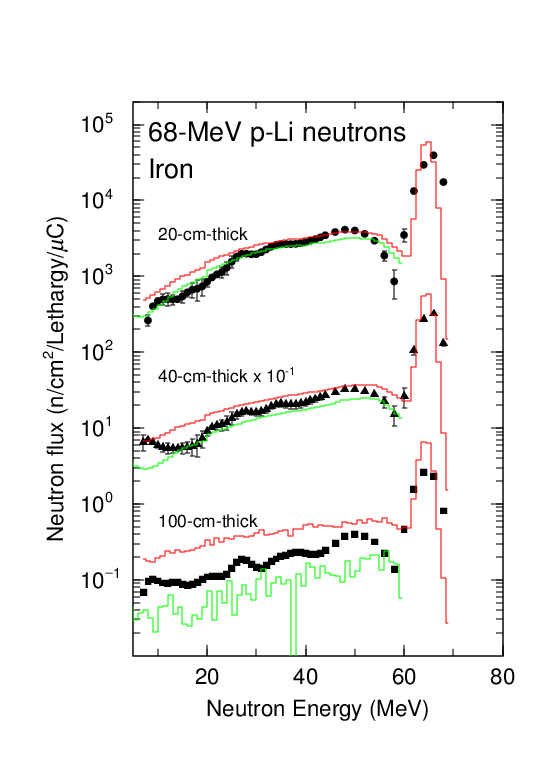 68-MeV p-Li neutrons
Iron
10⁵
10⁴
10³
10²
10¹
10⁰
10⁻¹
20-cm-thick
40-cm-thick x 10⁻¹
100-cm-thick
Neutron flux (n/cm²/Lethargy/μC)
20 40 60 80
Neutron Energy (MeV)